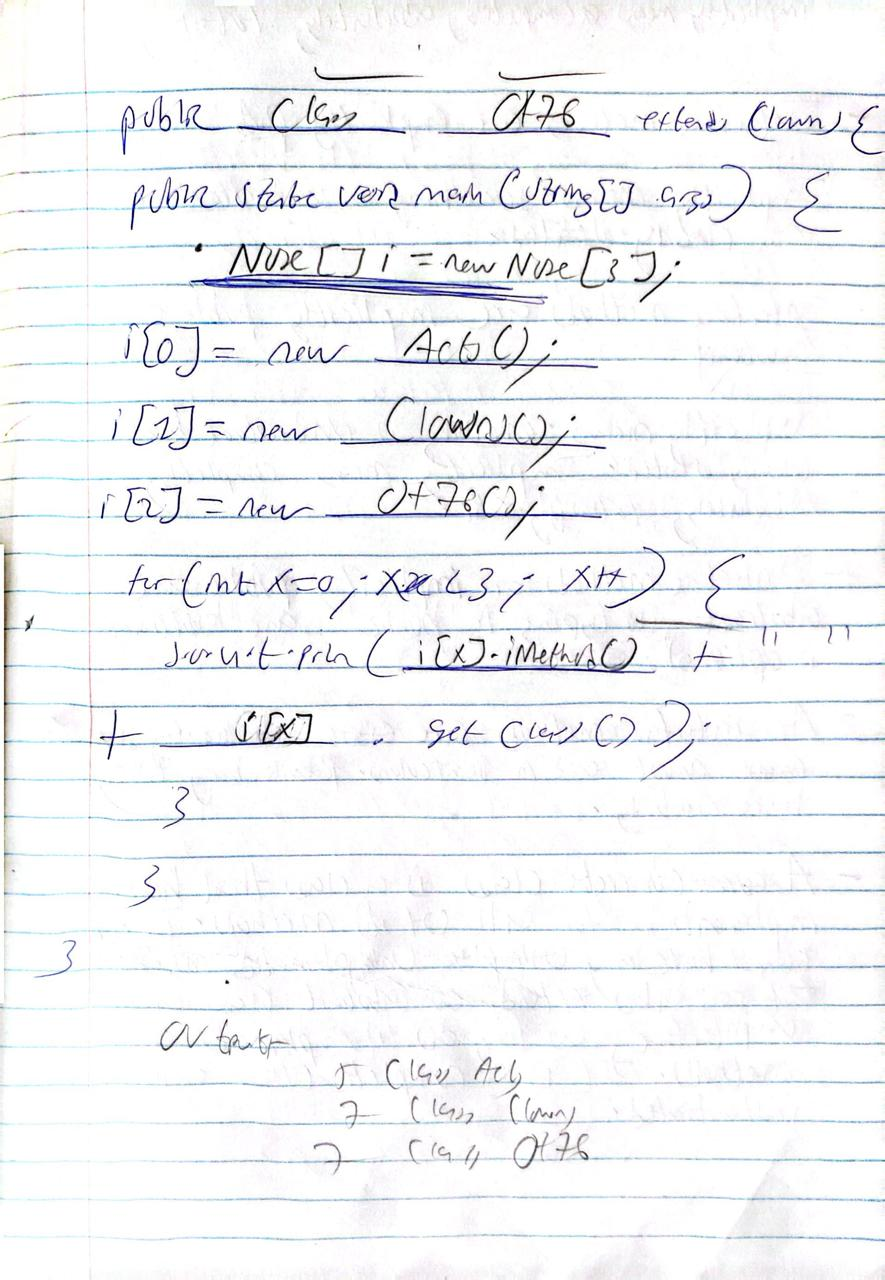 public class Of76 extends Clowns {
public static void main (String[] args) {
Nose[] i = new Nose[3];
i[0] = new Acts();
i[1] = new Clowns();
i[2] = new Of76();
for (int x=0; x<3; x++) {
s.o.u.t.println ( i[x].iMethod() + " "
+ i[x] . getClass() );
}
}
}
Output
5 Class Acts
7 Class Clowns
7 Class Of76